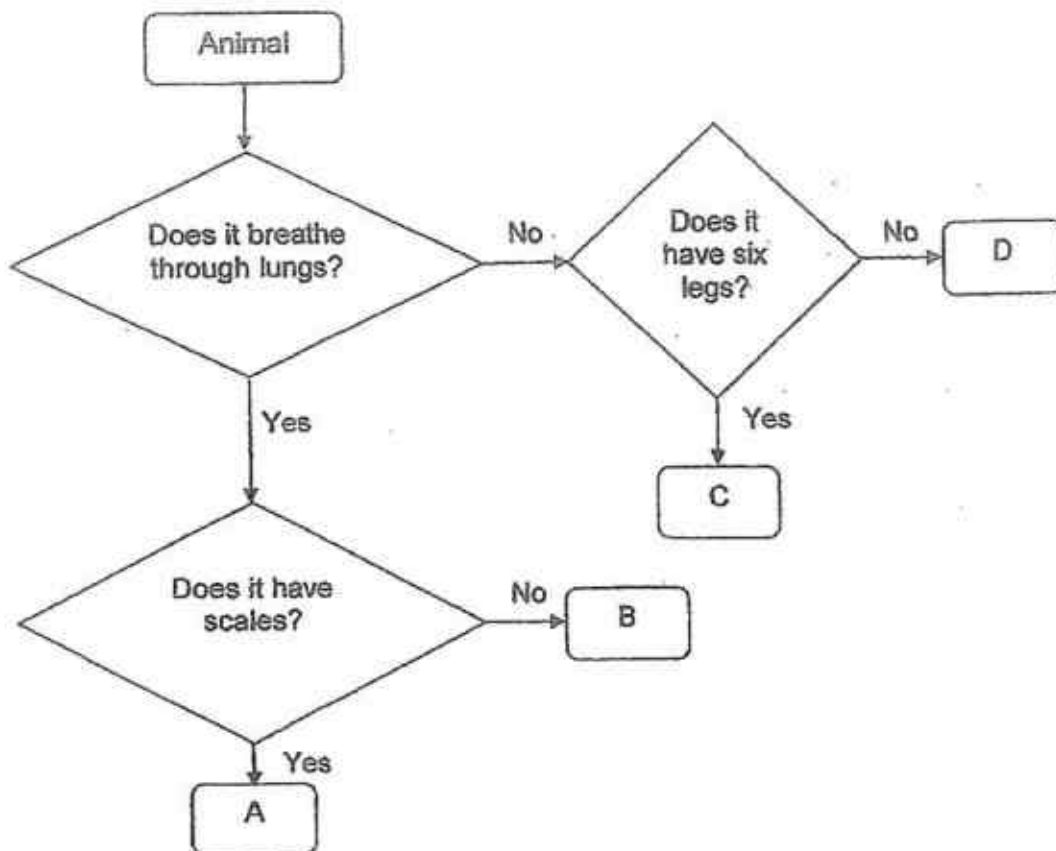 Animal
Does it breathe
through lungs?
No
Does it
have six
legs?
No
D
Yes
Yes
C
Does it have
scales?
No
B
Yes
A